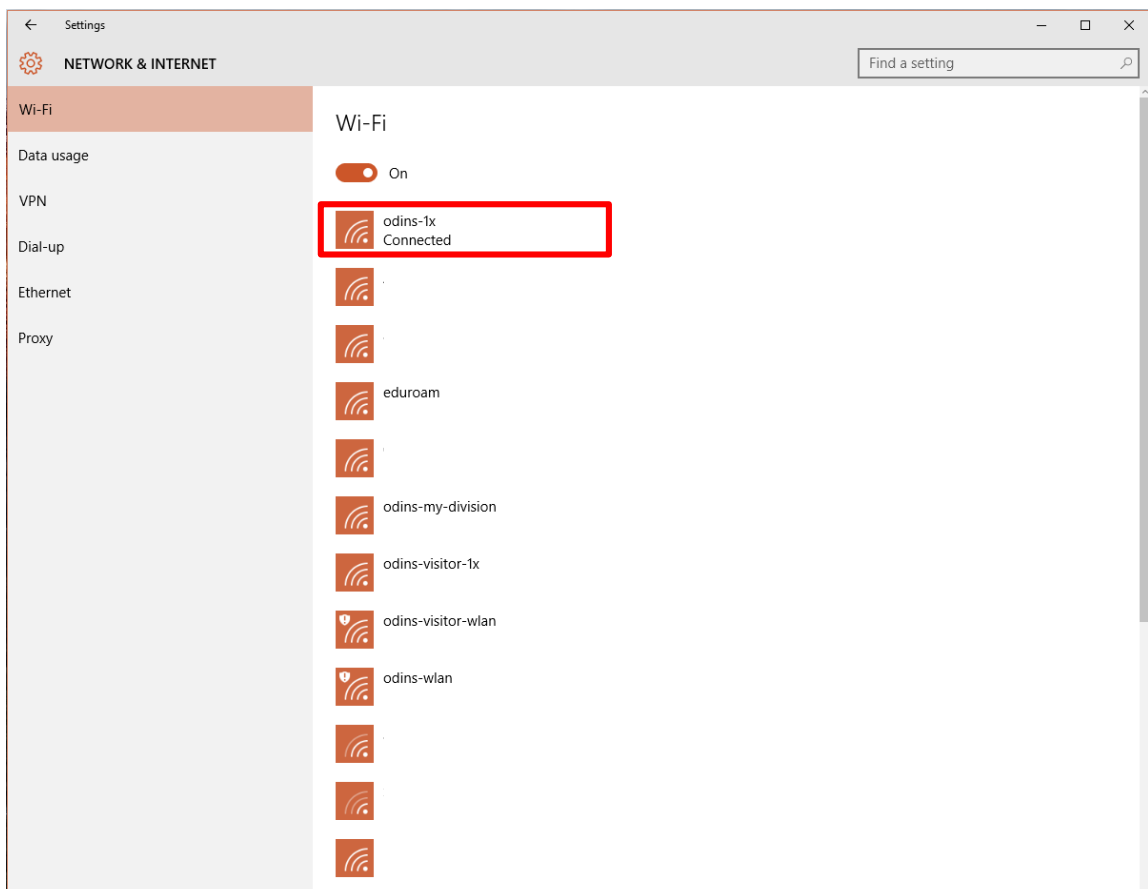 Settings
NETWORK & INTERNET
Find a setting
Wi-Fi
Data usage
VPN
Dial-up
Ethernet
Proxy
Wi-Fi
On
odins-1x
Connected
eduroam
odins-my-division
odins-visitor-1x
odins-visitor-wlan
odins-wlan